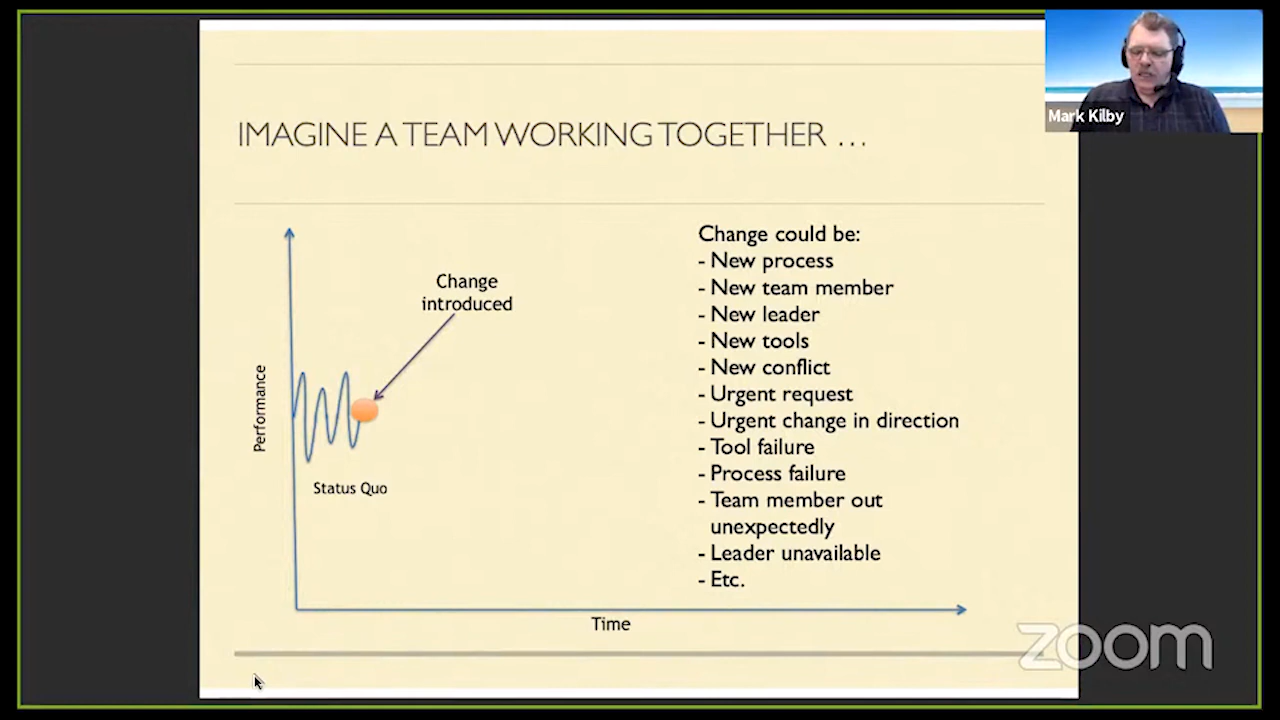 IMAGINE A TEAM WORKING TOGETHER …
Mark Kilby
Change
introduced
Performance
Status Quo
Time
Change could be:
- New process
- New team member
- New leader
- New tools
- New conflict
- Urgent request
- Urgent change in direction
- Tool failure
- Process failure
- Team member out
unexpectedly
- Leader unavailable
- Etc.
zoom